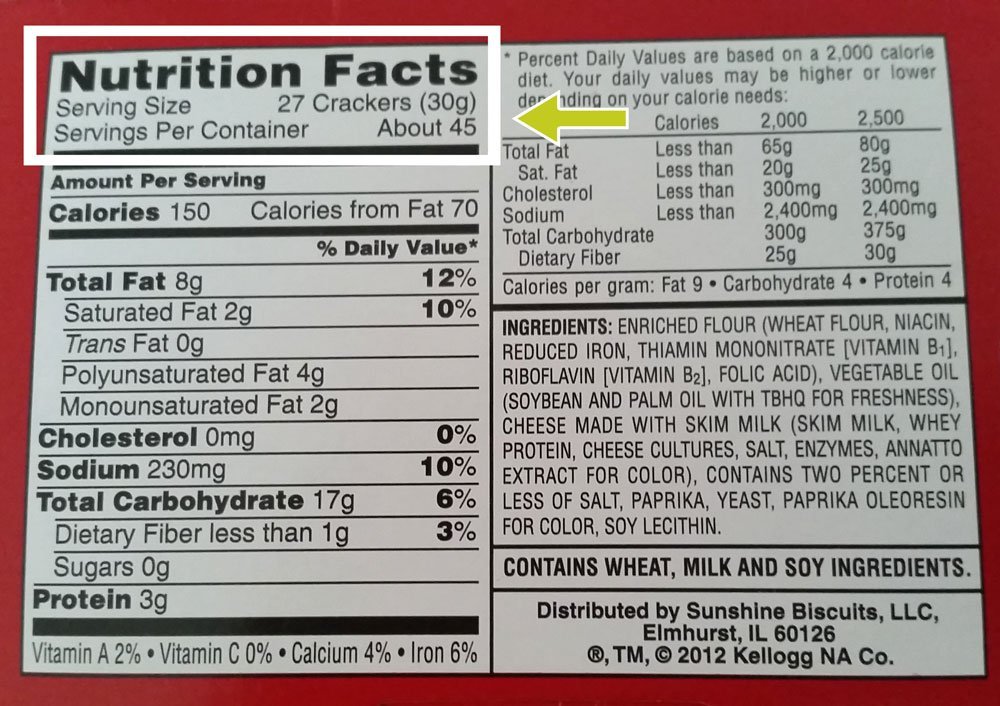 Nutrition Facts
Serving Size 27 Crackers (30g)
Servings Per Container About 45
Amount Per Serving
Calories 150 Calories from Fat 70
% Daily Value*
Total Fat 8g 12%
Saturated Fat 2g 10%
Trans Fat 0g
Polyunsaturated Fat 4g
Monounsaturated Fat 2g
Cholesterol 0mg 0%
Sodium 230mg 10%
Total Carbohydrate 17g 6%
Dietary Fiber less than 1g 3%
Sugars 0g
Protein 3g
Vitamin A 2% • Vitamin C 0% • Calcium 4% • Iron 6%
* Percent Daily Values are based on a 2,000 calorie
diet. Your daily values may be higher or lower
depending on your calorie needs:
Calories 2,000 2,500
Total Fat Less than 65g 80g
Sat. Fat Less than 20g 25g
Cholesterol Less than 300mg 300mg
Sodium Less than 2,400mg 2,400mg
Total Carbohydrate 300g 375g
Dietary Fiber 25g 30g
Calories per gram: Fat 9 • Carbohydrate 4 • Protein 4
INGREDIENTS: ENRICHED FLOUR (WHEAT FLOUR, NIACIN,
REDUCED IRON, THIAMIN MONONITRATE [VITAMIN B₁],
RIBOFLAVIN [VITAMIN B₂], FOLIC ACID), VEGETABLE OIL
(SOYBEAN AND PALM OIL WITH TBHQ FOR FRESHNESS),
CHEESE MADE WITH SKIM MILK (SKIM MILK, WHEY
PROTEIN, CHEESE CULTURES, SALT, ENZYMES, ANNATTO
EXTRACT FOR COLOR), CONTAINS TWO PERCENT OR
LESS OF SALT, PAPRIKA, YEAST, PAPRIKA OLEORESIN
FOR COLOR, SOY LECITHIN.
CONTAINS WHEAT, MILK AND SOY INGREDIENTS.
Distributed by Sunshine Biscuits, LLC,
Elmhurst, IL 60126
®, TM, © 2012 Kellogg NA Co.